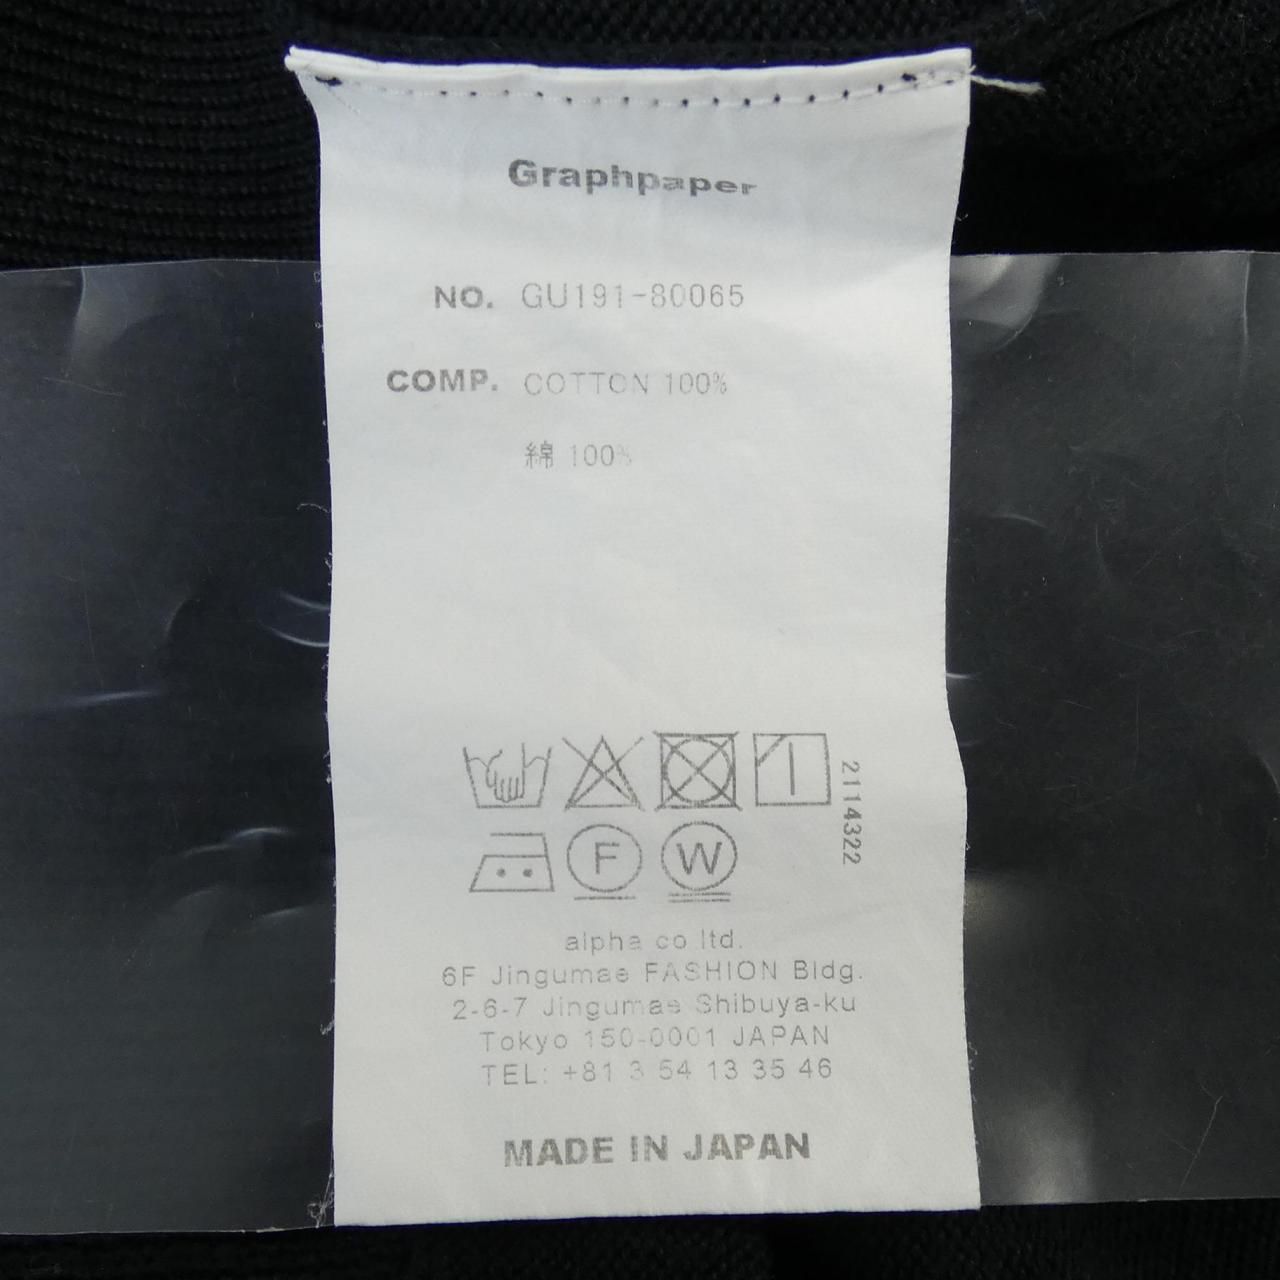 Graphpaper
NO. GU191-80065
COMP. COTTON 100%
綿 100%
2114322
F
W
alpha co ltd.
6F Jingumae FASHION Bldg.
2-6-7 Jingumae Shibuya-ku
Tokyo 150-0001 JAPAN
TEL: +81 3 54 13 35 46
MADE IN JAPAN